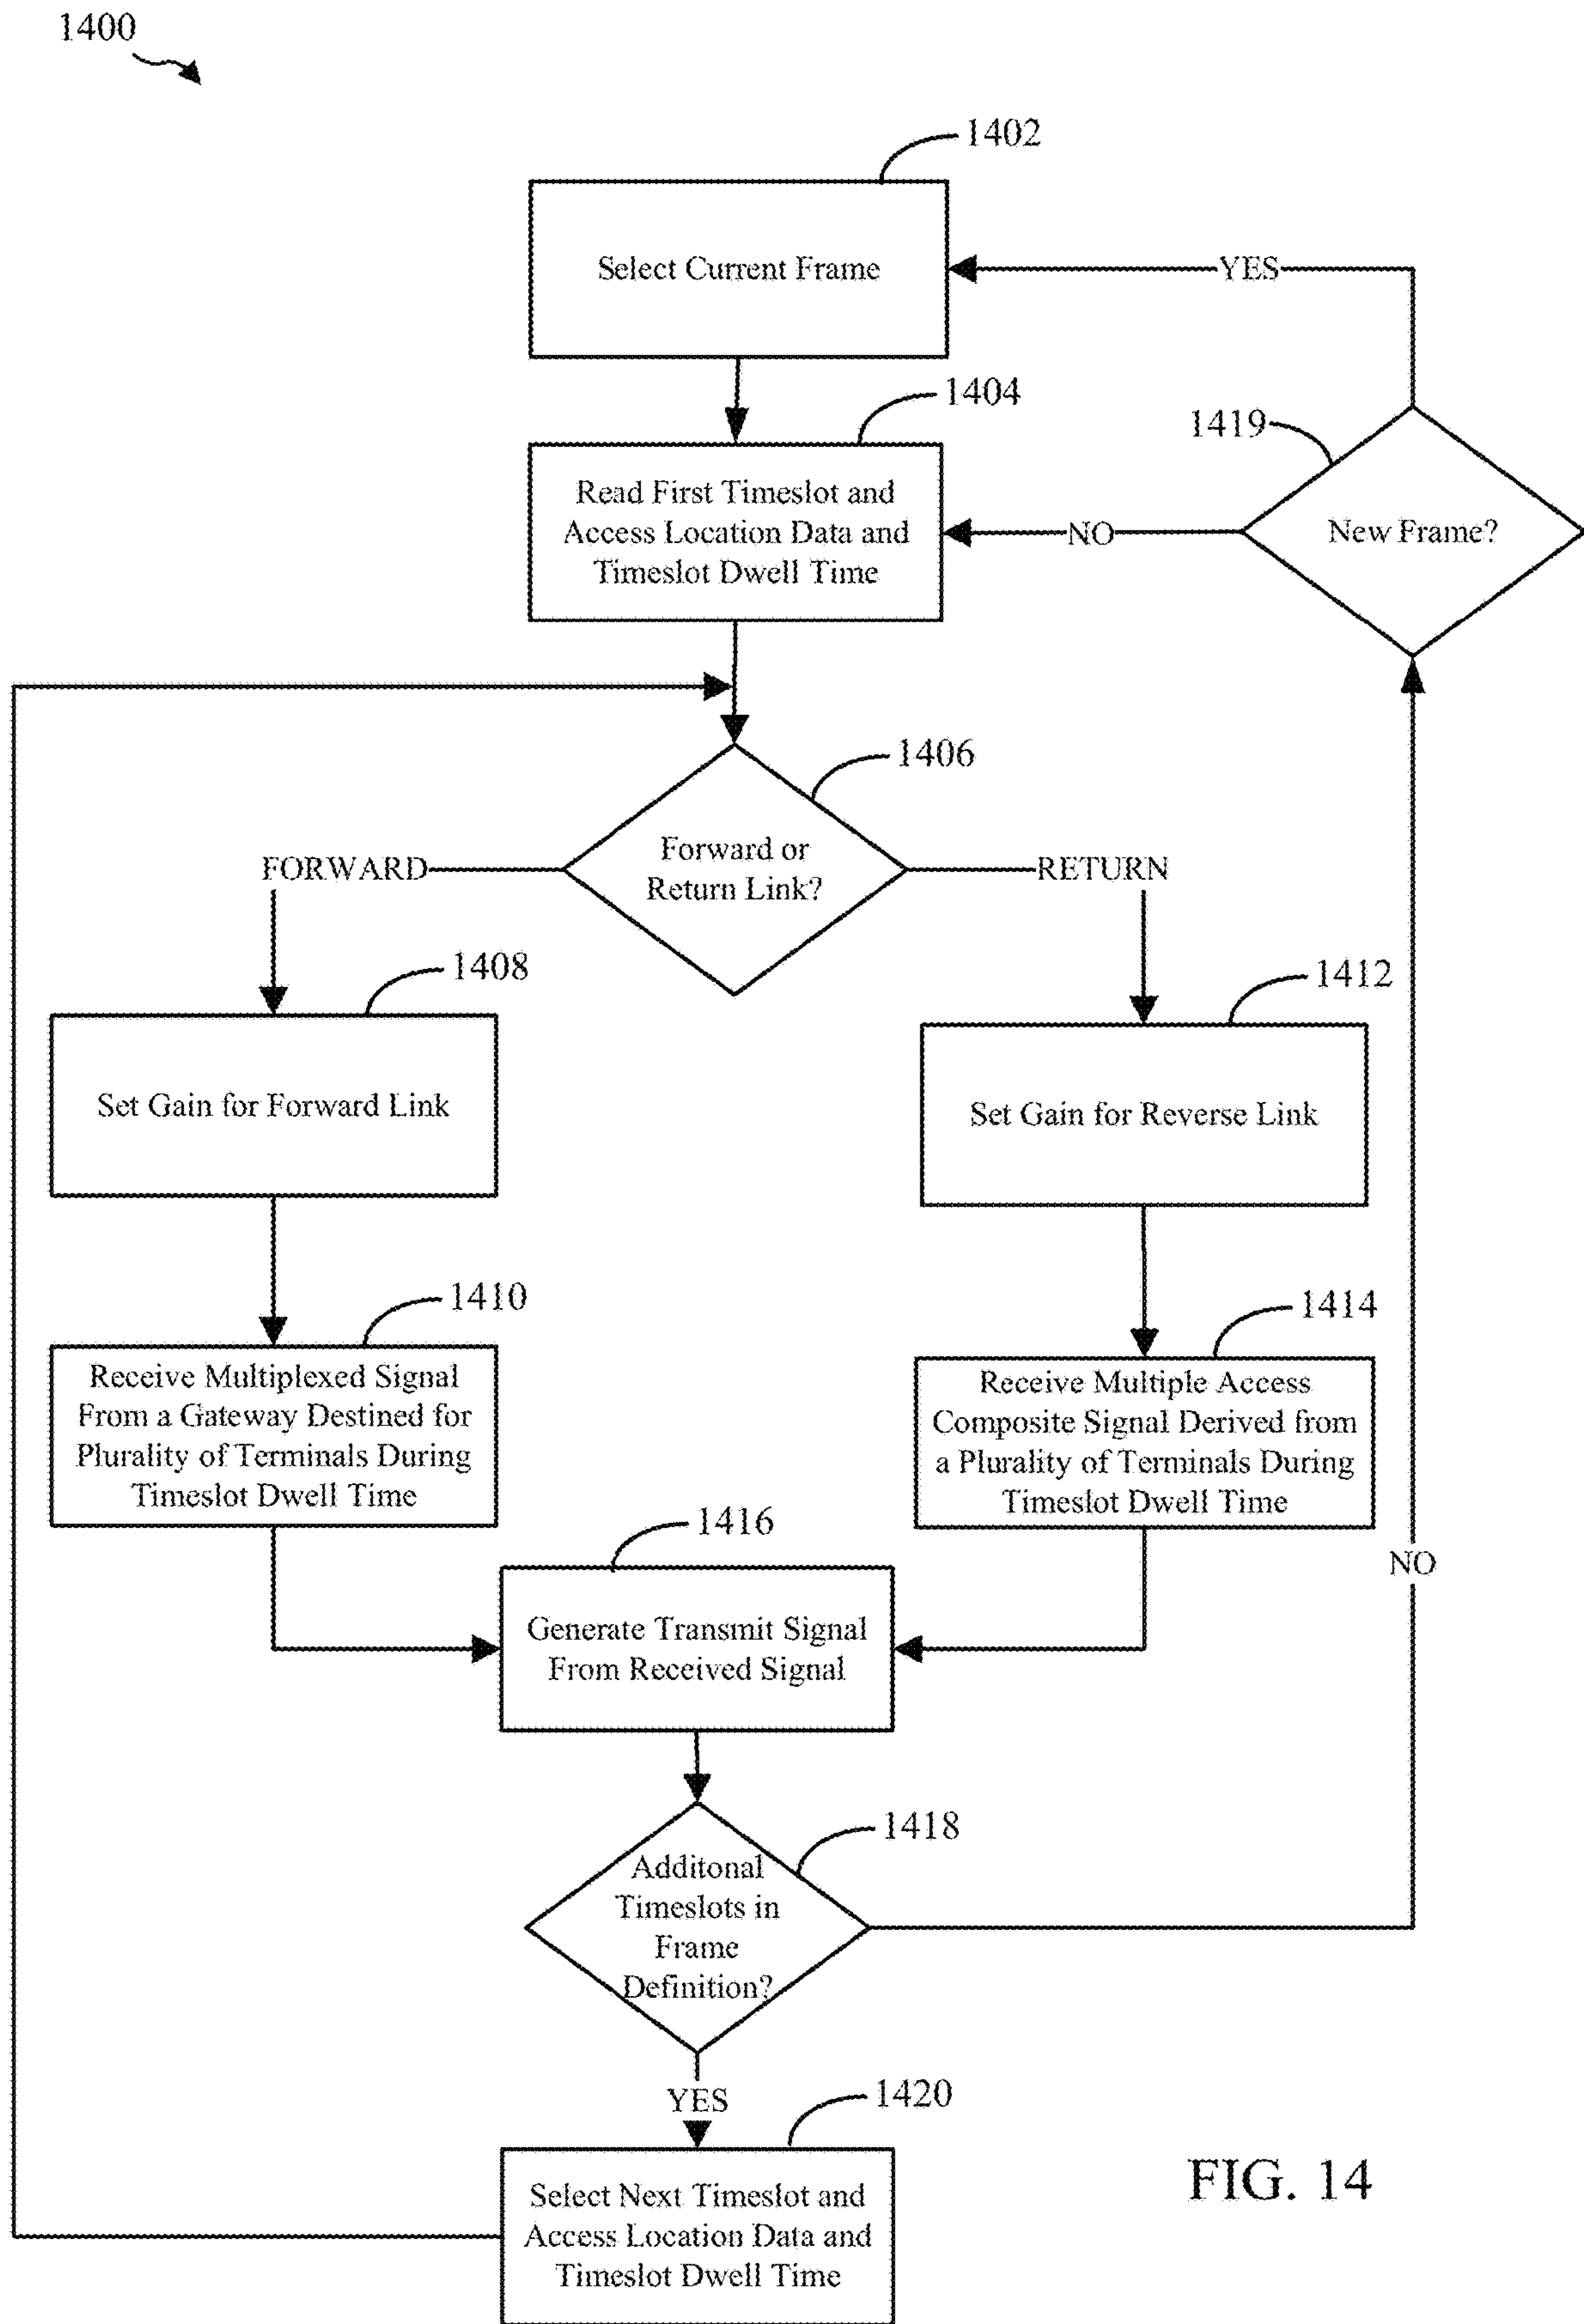 1400
1402
Select Current Frame
YES
1404
1419
Read First Timeslot and
Access Location Data and
Timeslot Dwell Time
NO
New Frame?
1406
Forward or
Return Link?
FORWARD
RETURN
1408
1412
Set Gain for Forward Link
Set Gain for Reverse Link
1410
1414
Receive Multiplexed Signal
From a Gateway Destined for
Plurality of Terminals During
Timeslot Dwell Time
Receive Multiple Access
Composite Signal Derived from
a Plurality of Terminals During
Timeslot Dwell Time
1416
NO
Generate Transmit Signal
From Received Signal
1418
Additonal
Timeslots in
Frame
Definition?
YES
1420
Select Next Timeslot and
Access Location Data and
Timeslot Dwell Time
FIG. 14